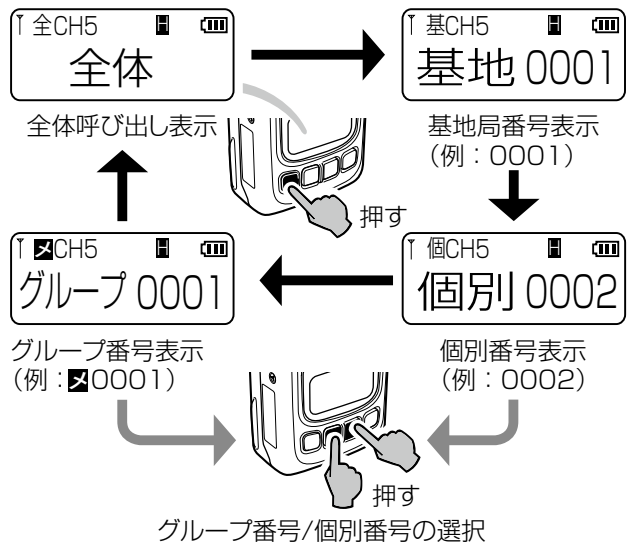 全CH5
全体
全体呼び出し表示
基CH5
基地 0001
基地局番号表示
（例：0001）
押す
メCH5
グループ 0001
グループ番号表示
（例：メ0001）
個CH5
個別 0002
個別番号表示
（例：0002）
押す
グループ番号/個別番号の選択